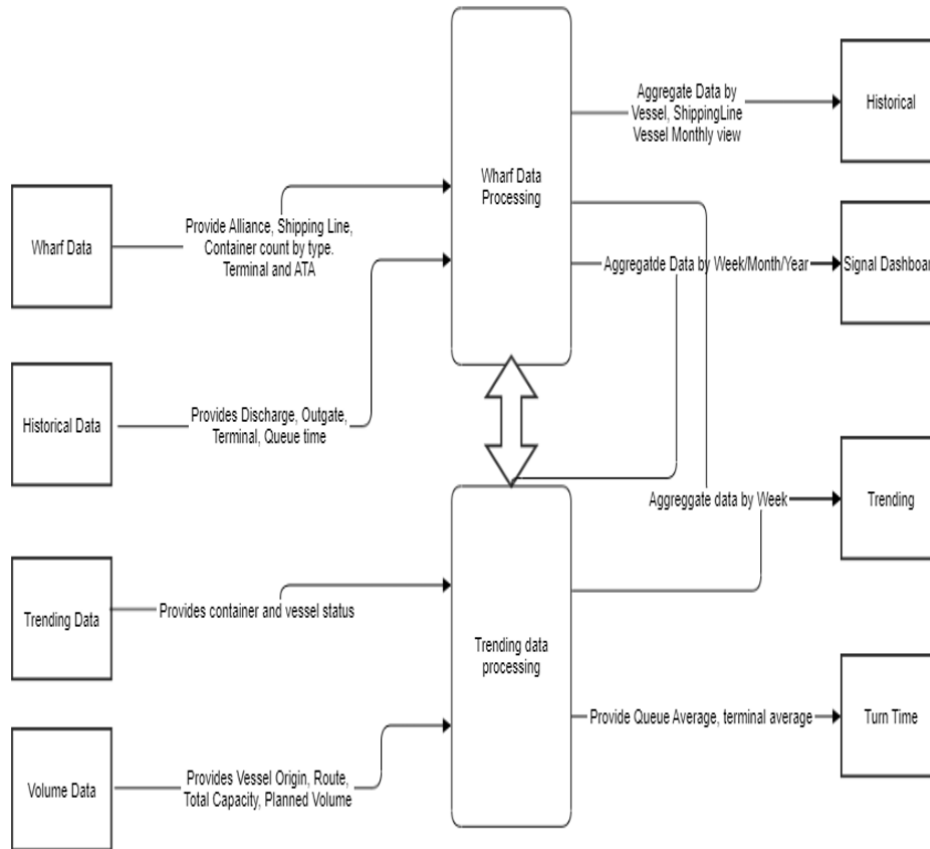 Aggregate Data by
Vessel, ShippingLine
Vessel Monthly view
Historical
Wharf Data
Processing
Wharf Data
Provide Alliance, Shipping Line,
Container count by type.
Terminal and ATA
Aggregatde Data by Week/Month/Year
Signal Dashboar
Historical Data
Provides Discharge, Outgate,
Terminal, Queue time
Aggreggate data by Week
Trending
Trending Data
Provides container and vessel status
Trending data
processing
Provide Queue Average, terminal average
Turn Time
Volume Data
Provides Vessel Origin, Route,
Total Capacity, Planned Volume